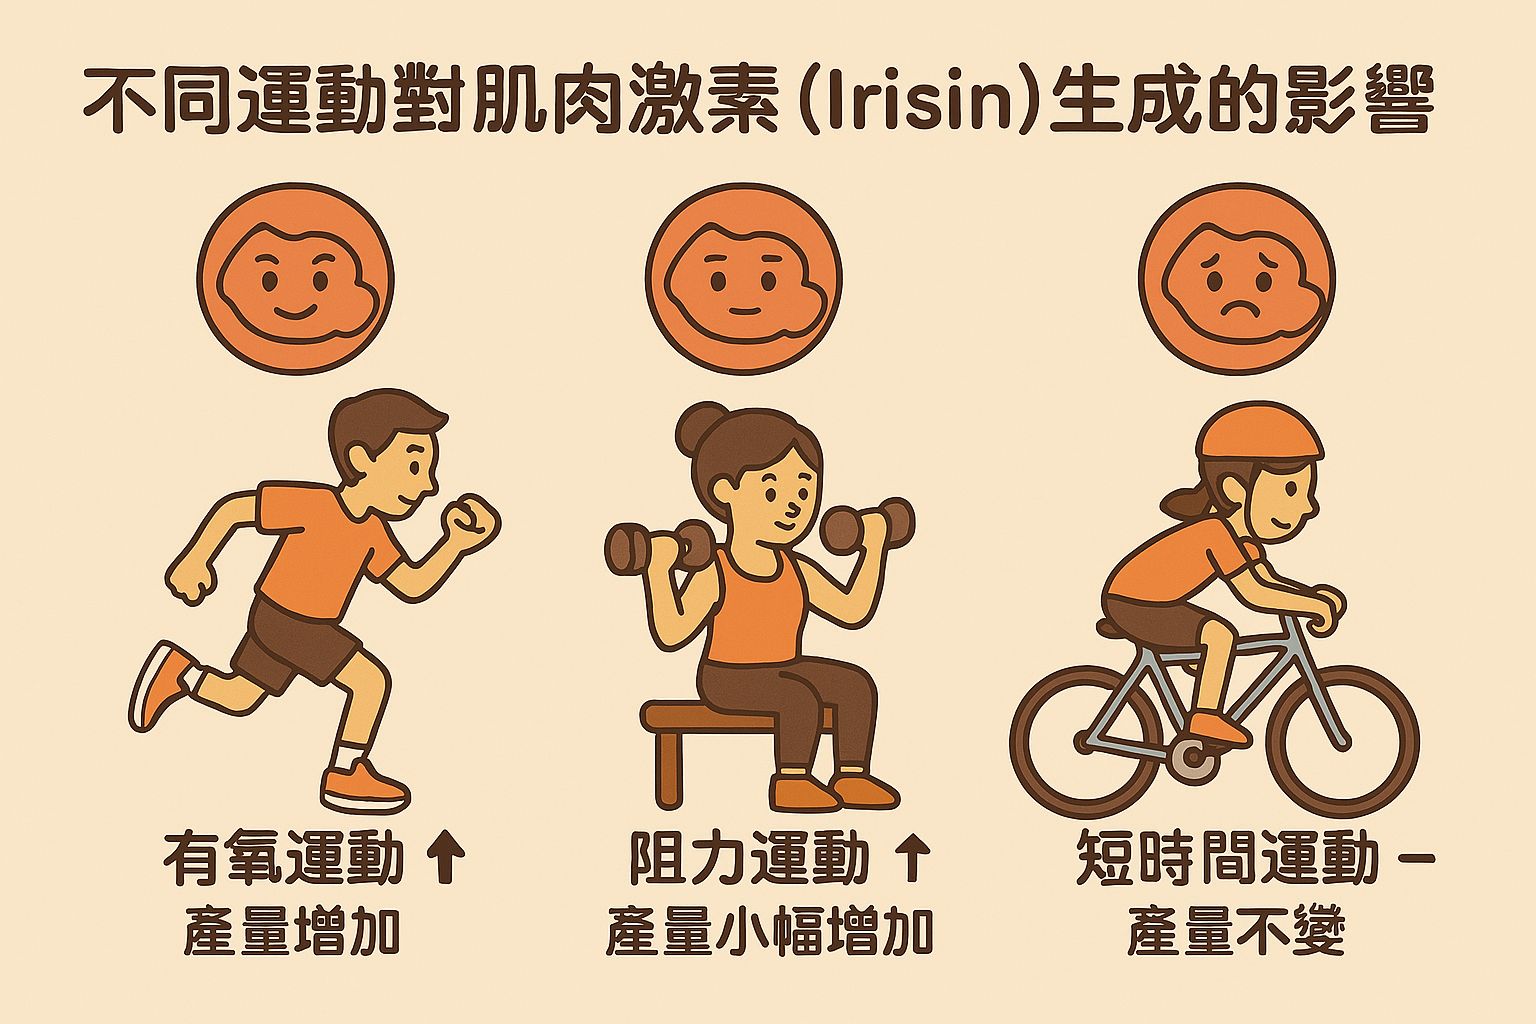 不同運動對肌肉激素(Irisin)生成的影響
有氧運動 ↑
產量增加
阻力運動 ↑
產量小幅增加
短時間運動 –
產量不變